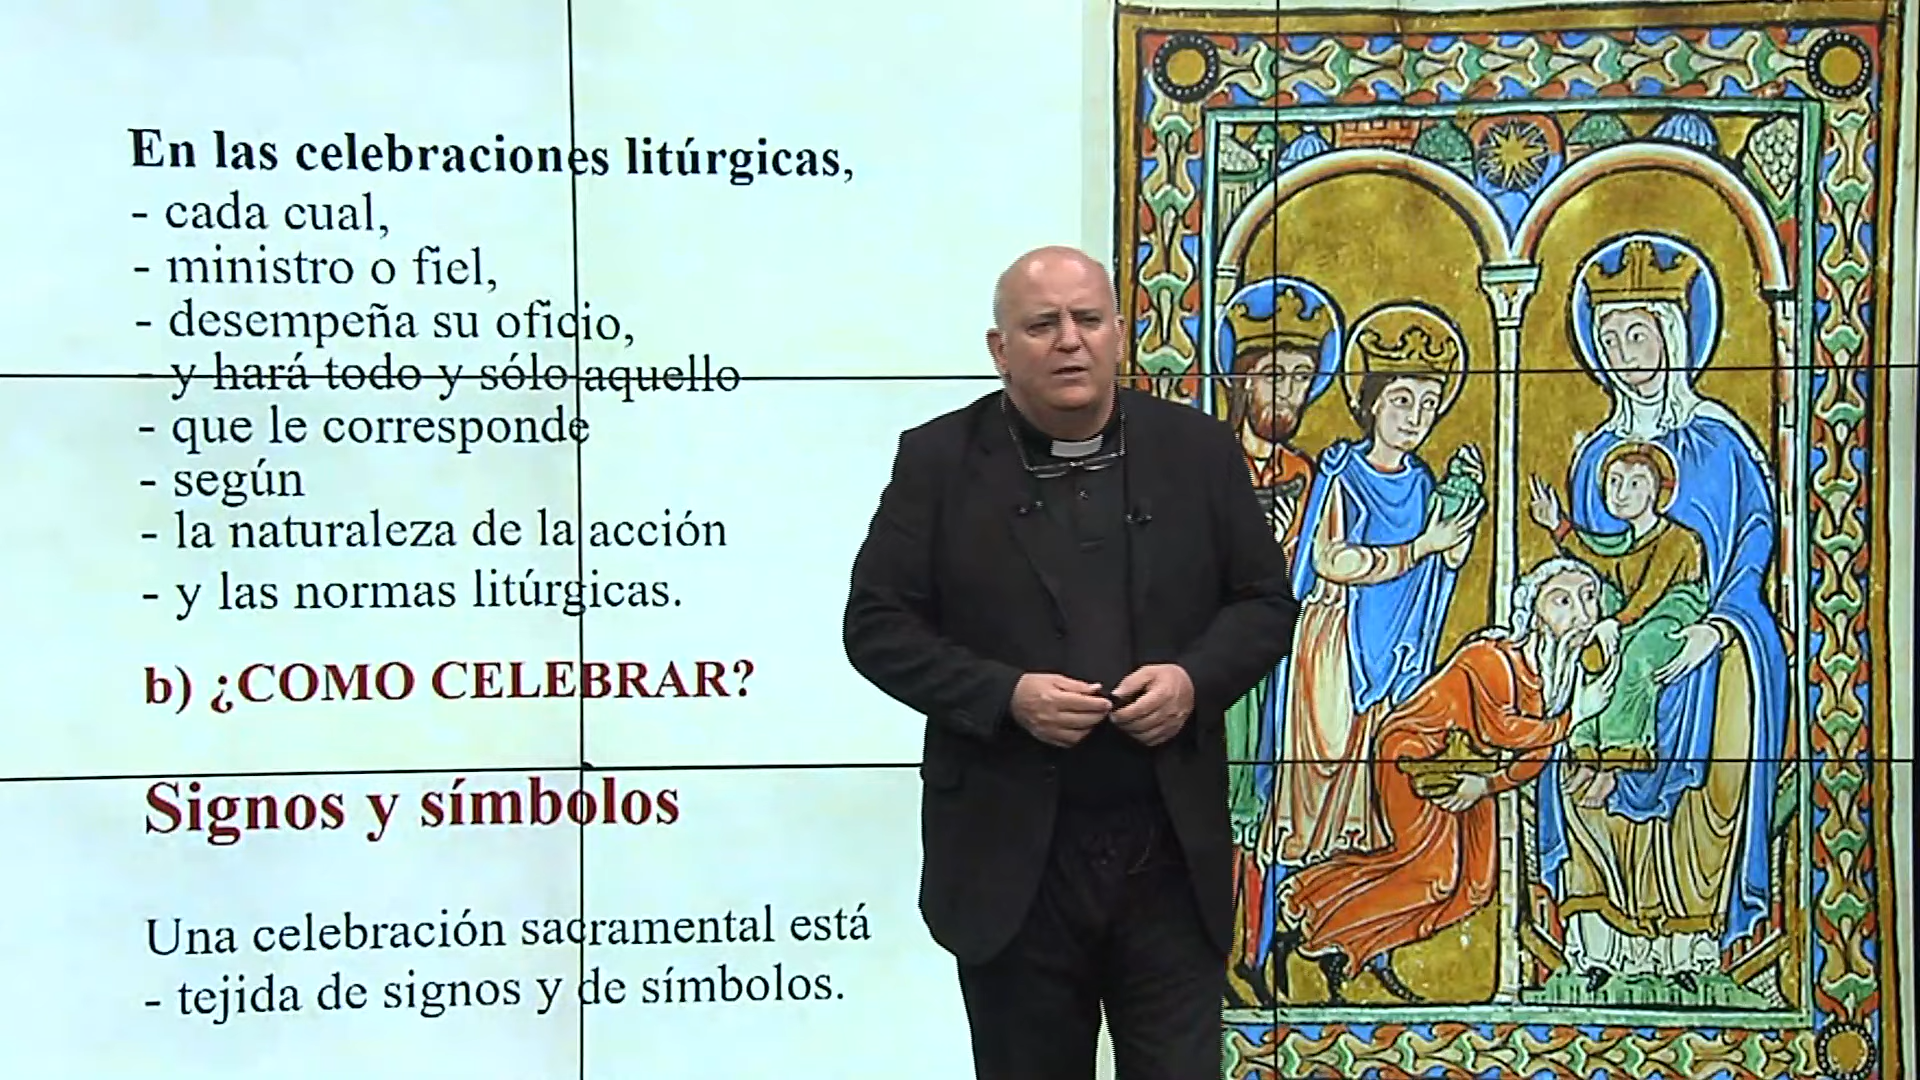 En las celebraciones litúrgicas,
- cada cual,
- ministro o fiel,
- desempeña su oficio,
- y hará todo y sólo aquello
- que le corresponde
- según
- la naturaleza de la acción
- y las normas litúrgicas.
b) ¿COMO CELEBRAR?
Signos y símbolos
Una celebración sacramental está
- tejida de signos y de símbolos.